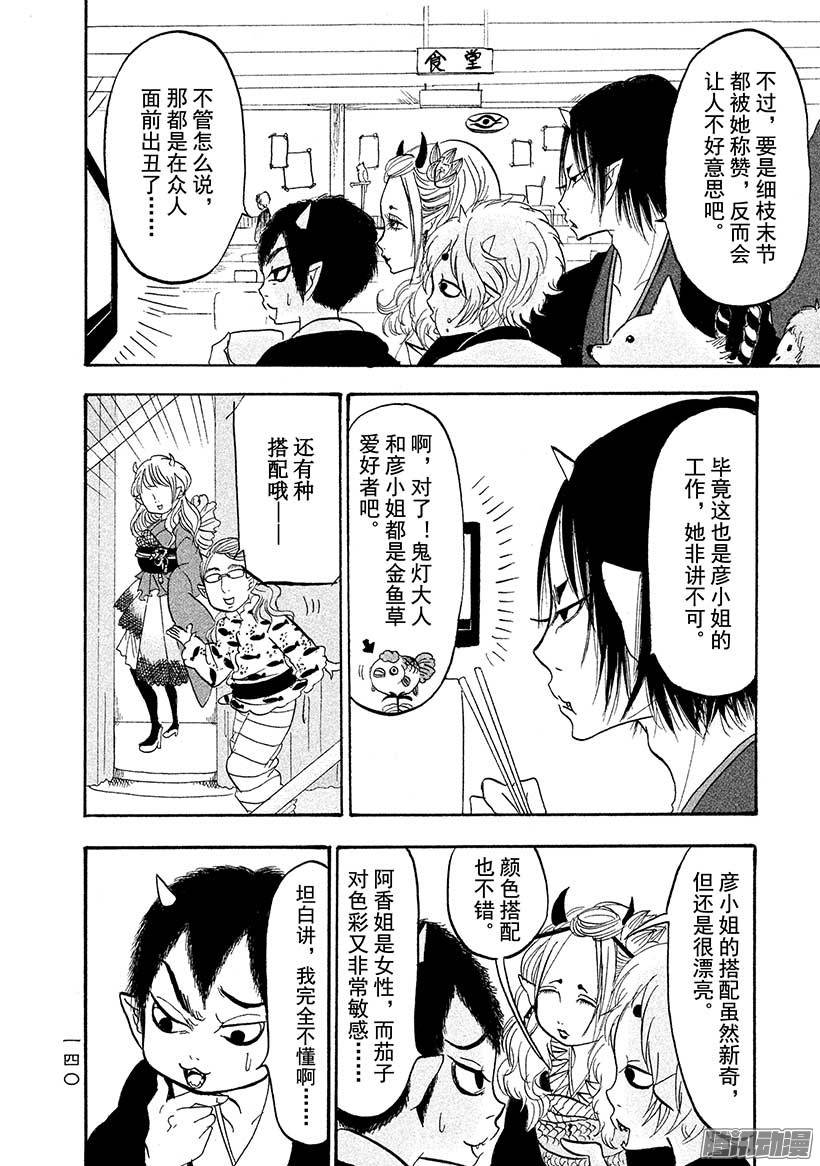 食堂
不过，要是细枝末节
都被她称赞，反而会
让人不好意思吧。
不管怎么说，
那都是在众人
面前出丑了……
毕竟这也是彦小姐的
工作，她非讲不可。
啊，对了！鬼灯大人
和彦小姐都是金鱼草
爱好者吧。
还有种
搭配哦——
彦小姐的搭配虽然新奇，
但还是很漂亮。
颜色搭配
也不错。
阿香姐是女性，而茄子
对色彩又非常敏感……
坦白讲，我完全不懂啊……
一四〇
腾讯动漫